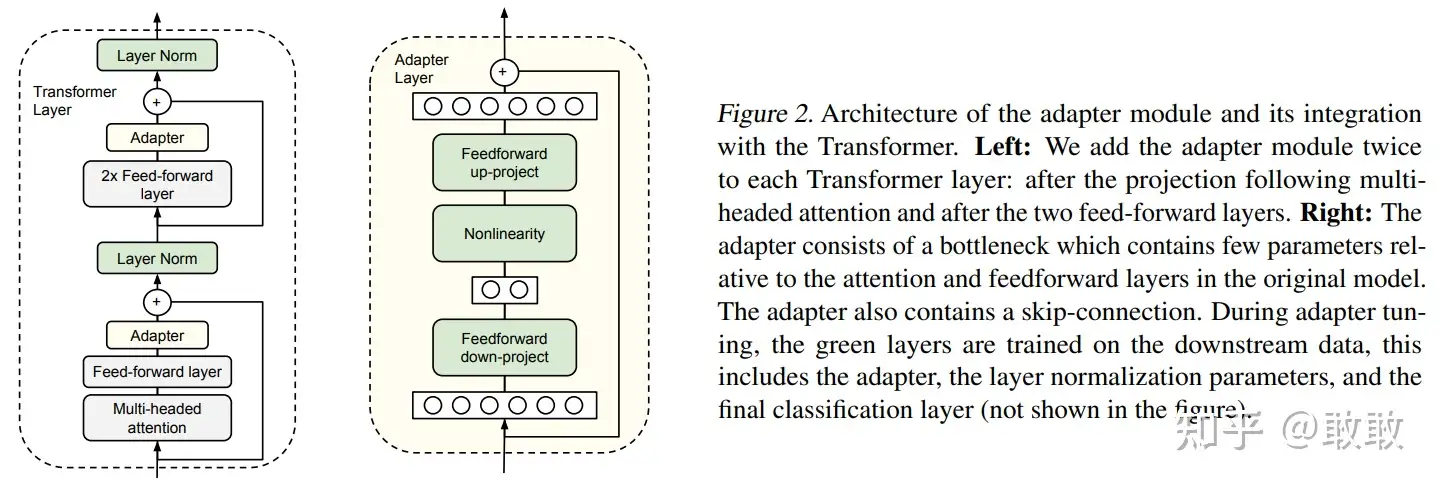 Layer Norm
Transformer
Layer
+
Adapter
2x Feed-forward
layer
Layer Norm
+
Adapter
Feed-forward layer
Multi-headed
attention
Adapter
Layer
+
Feedforward
up-project
Nonlinearity
Feedforward
down-project
Figure 2. Architecture of the adapter module and its integration
with the Transformer. Left: We add the adapter module twice
to each Transformer layer: after the projection following multi-
headed attention and after the two feed-forward layers. Right: The
adapter consists of a bottleneck which contains few parameters rel-
ative to the attention and feedforward layers in the original model.
The adapter also contains a skip-connection. During adapter tun-
ing, the green layers are trained on the downstream data, this
includes the adapter, the layer normalization parameters, and the
final classification layer (not shown in the figure).
知乎 @敢敢